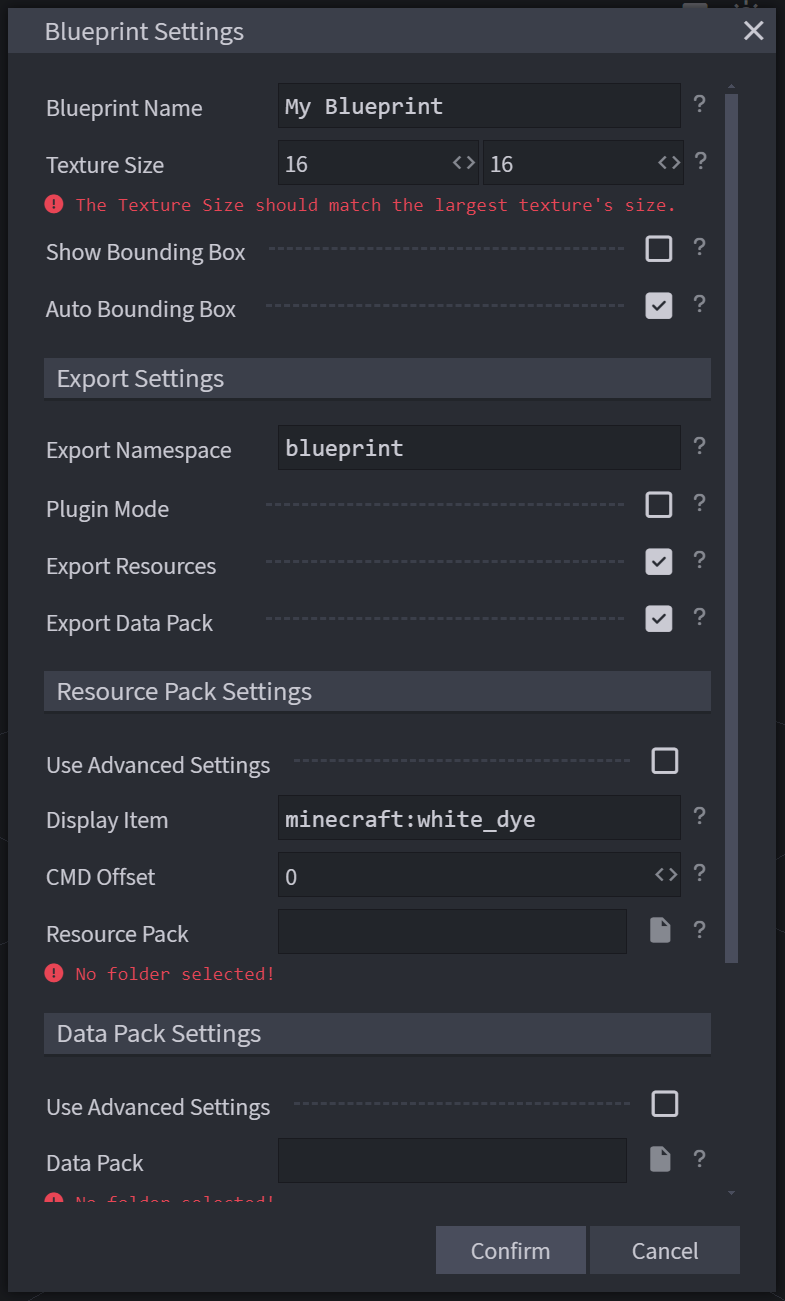 Blueprint Settings
Blueprint Name My Blueprint ?
Texture Size 16 16 ?
The Texture Size should match the largest texture's size.
Show Bounding Box ?
Auto Bounding Box ?
Export Settings
Export Namespace blueprint ?
Plugin Mode ?
Export Resources ?
Export Data Pack ?
Resource Pack Settings
Use Advanced Settings
Display Item minecraft:white_dye ?
CMD Offset 0 ?
Resource Pack ?
No folder selected!
Data Pack Settings
Use Advanced Settings
Data Pack ?
No folder selected!
Confirm Cancel